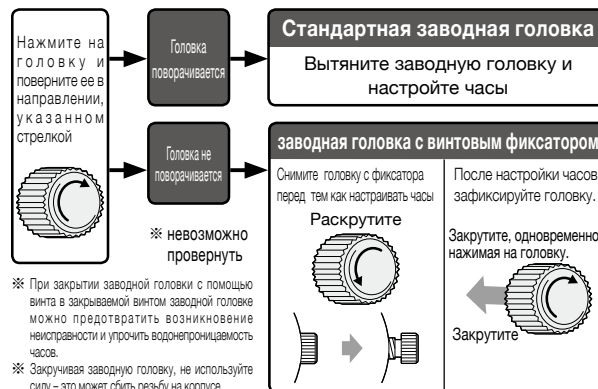 Нажмите на
головку и
поверните ее в
направлении,
указанном
стрелкой
Головка
поворачивается
Стандартная заводная головка
Вытяните заводную головку и
настройте часы
Головка не
поворачивается
※ невозможно
провернуть
заводная головка с винтовым фиксатором
Снимите головку с фиксатора
перед тем как настраивать часы
Раскрутите
После настройки часов
зафиксируйте головку.
Закрутите, одновременно
нажимая на головку.
Закрутите
※ При закрытии заводной головки с помощью
винта в закрываемой винтом заводной головке
можно предотвратить возникновение
неисправности и упрочить водонепроницаемость
часов.
※ Закручивая заводную головку, не используйте
силу – это может сбить резьбу на корпусе.